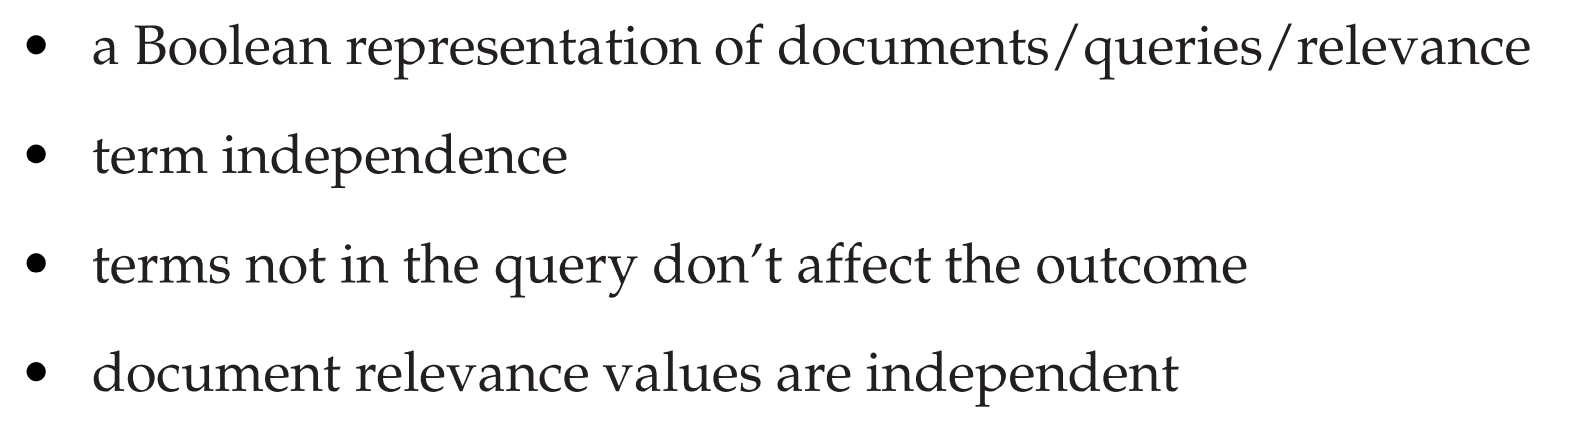 • a Boolean representation of documents/queries/relevance
• term independence
• terms not in the query don’t affect the outcome
• document relevance values are independent